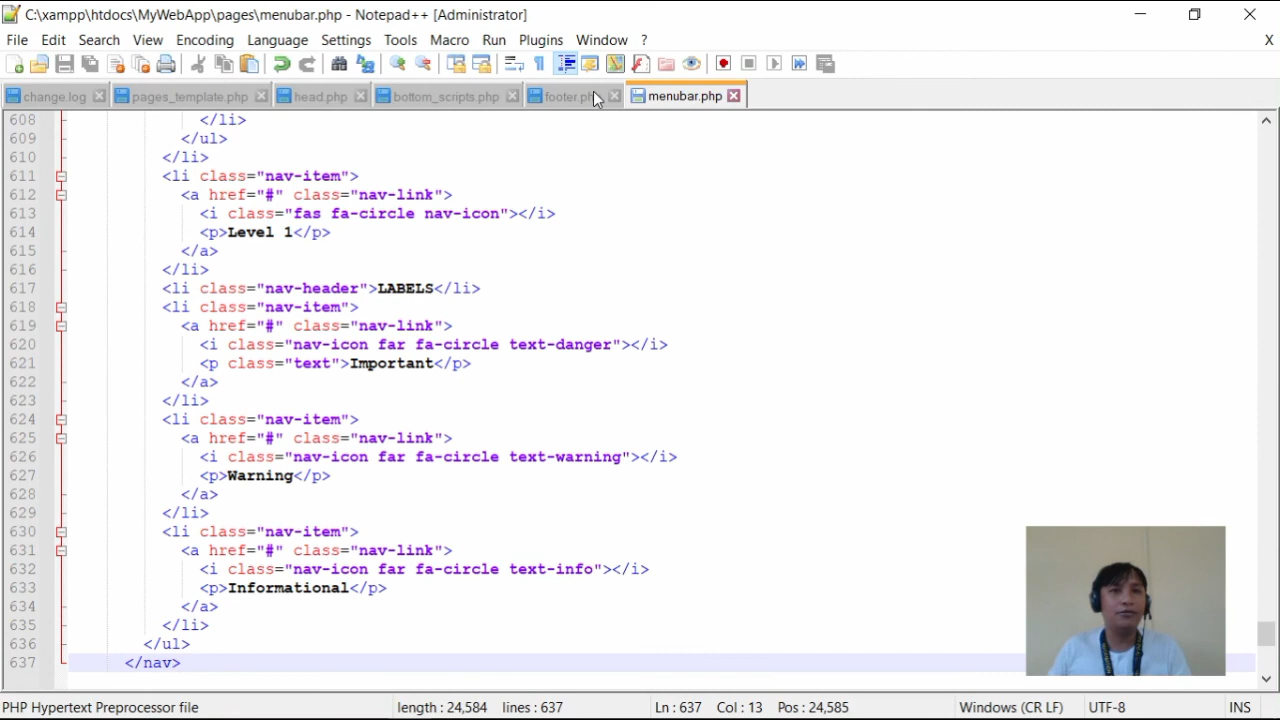 C:\xampp\htdocs\MyWebApp\pages\menubar.php - Notepad++ [Administrator]
File Edit Search View Encoding Language Settings Tools Macro Run Plugins Window ? X
change.log pages_template.php head.php bottom_scripts.php footer.php menubar.php
608 </li>
609 </ul>
610 </li>
611 <li class="nav-item">
612 <a href="#" class="nav-link">
613 <i class="fas fa-circle nav-icon"></i>
614 <p>Level 1</p>
615 </a>
616 </li>
617 <li class="nav-header">LABELS</li>
618 <li class="nav-item">
619 <a href="#" class="nav-link">
620 <i class="nav-icon far fa-circle text-danger"></i>
621 <p class="text">Important</p>
622 </a>
623 </li>
624 <li class="nav-item">
625 <a href="#" class="nav-link">
626 <i class="nav-icon far fa-circle text-warning"></i>
627 <p>Warning</p>
628 </a>
629 </li>
630 <li class="nav-item">
631 <a href="#" class="nav-link">
632 <i class="nav-icon far fa-circle text-info"></i>
633 <p>Informational</p>
634 </a>
635 </li>
636 </ul>
637 </nav>
PHP Hypertext Preprocessor file length : 24,584 lines : 637 Ln : 637 Col : 13 Pos : 24,585 Windows (CR LF) UTF-8 INS